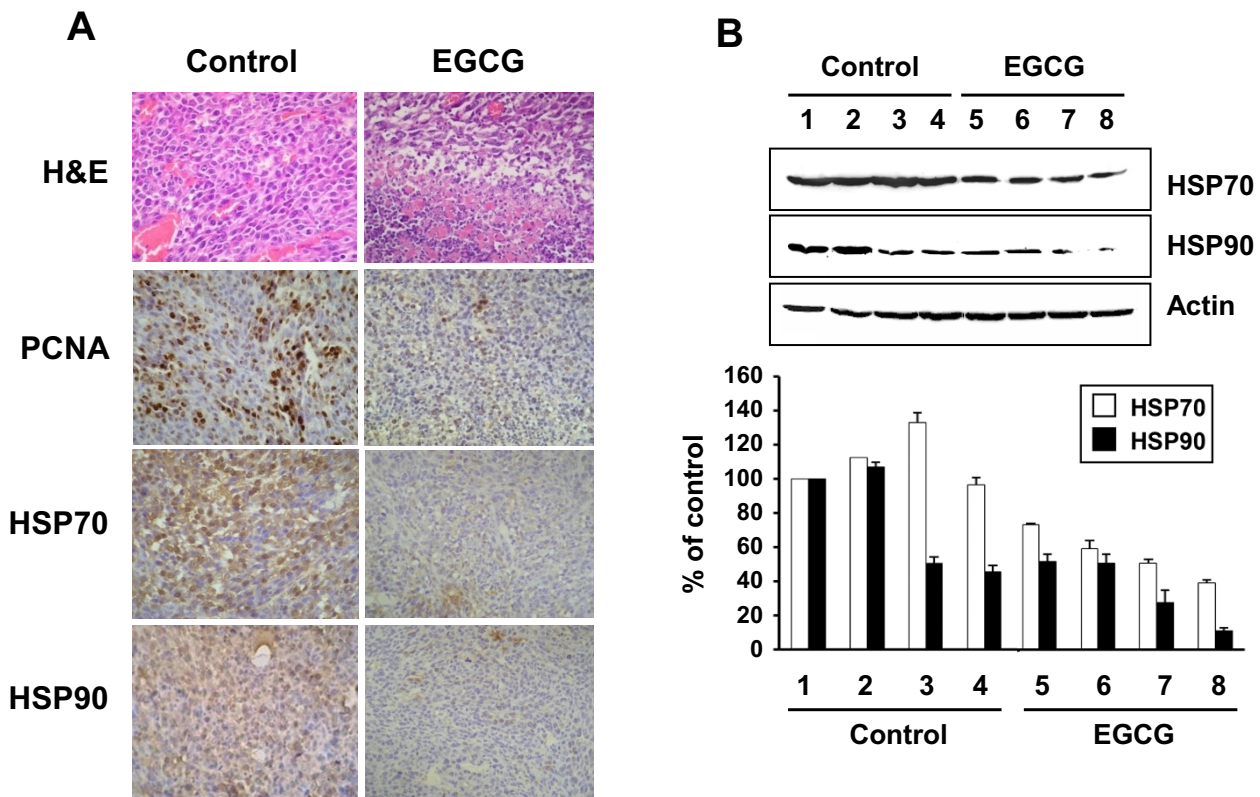 A
Control EGCG
H&E
PCNA
HSP70
HSP90
B
Control EGCG
1 2 3 4 5 6 7 8
HSP70
HSP90
Actin
160
140
120
100
80
60
40
20
0
% of control
HSP70
HSP90
1 2 3 4 5 6 7 8
Control EGCG